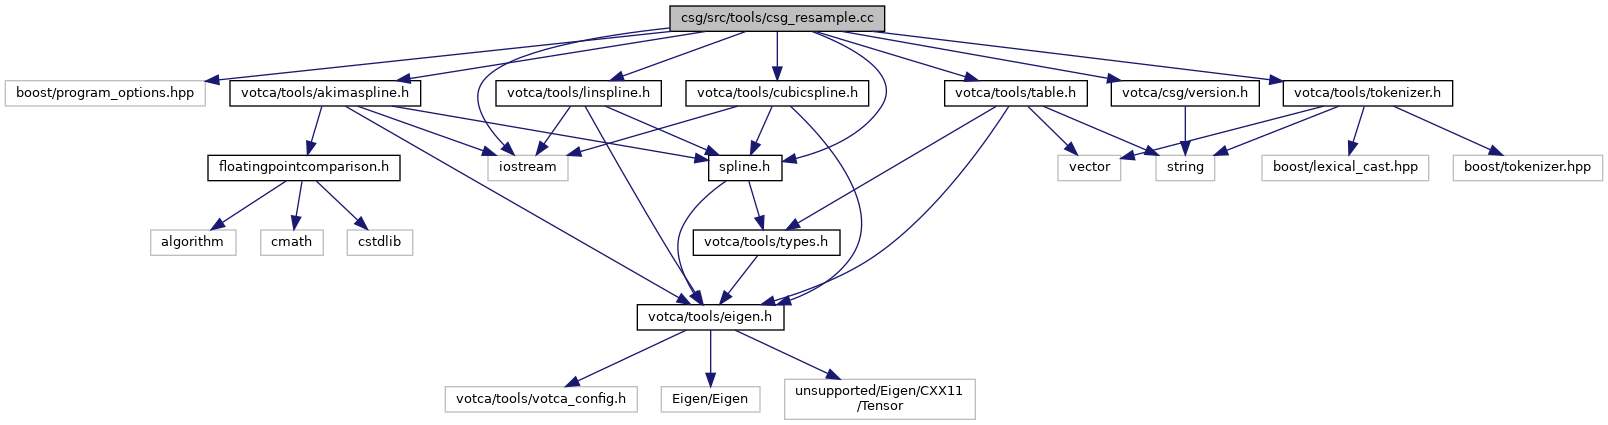 csg/src/tools/csg_resample.cc
boost/program_options.hpp
votca/tools/akimaspline.h
votca/tools/linspline.h
votca/tools/cubicspline.h
votca/tools/table.h
votca/csg/version.h
votca/tools/tokenizer.h
floatingpointcomparison.h
iostream
spline.h
vector
string
boost/lexical_cast.hpp
boost/tokenizer.hpp
algorithm
cmath
cstdlib
votca/tools/types.h
votca/tools/eigen.h
votca/tools/votca_config.h
Eigen/Eigen
unsupported/Eigen/CXX11
/Tensor